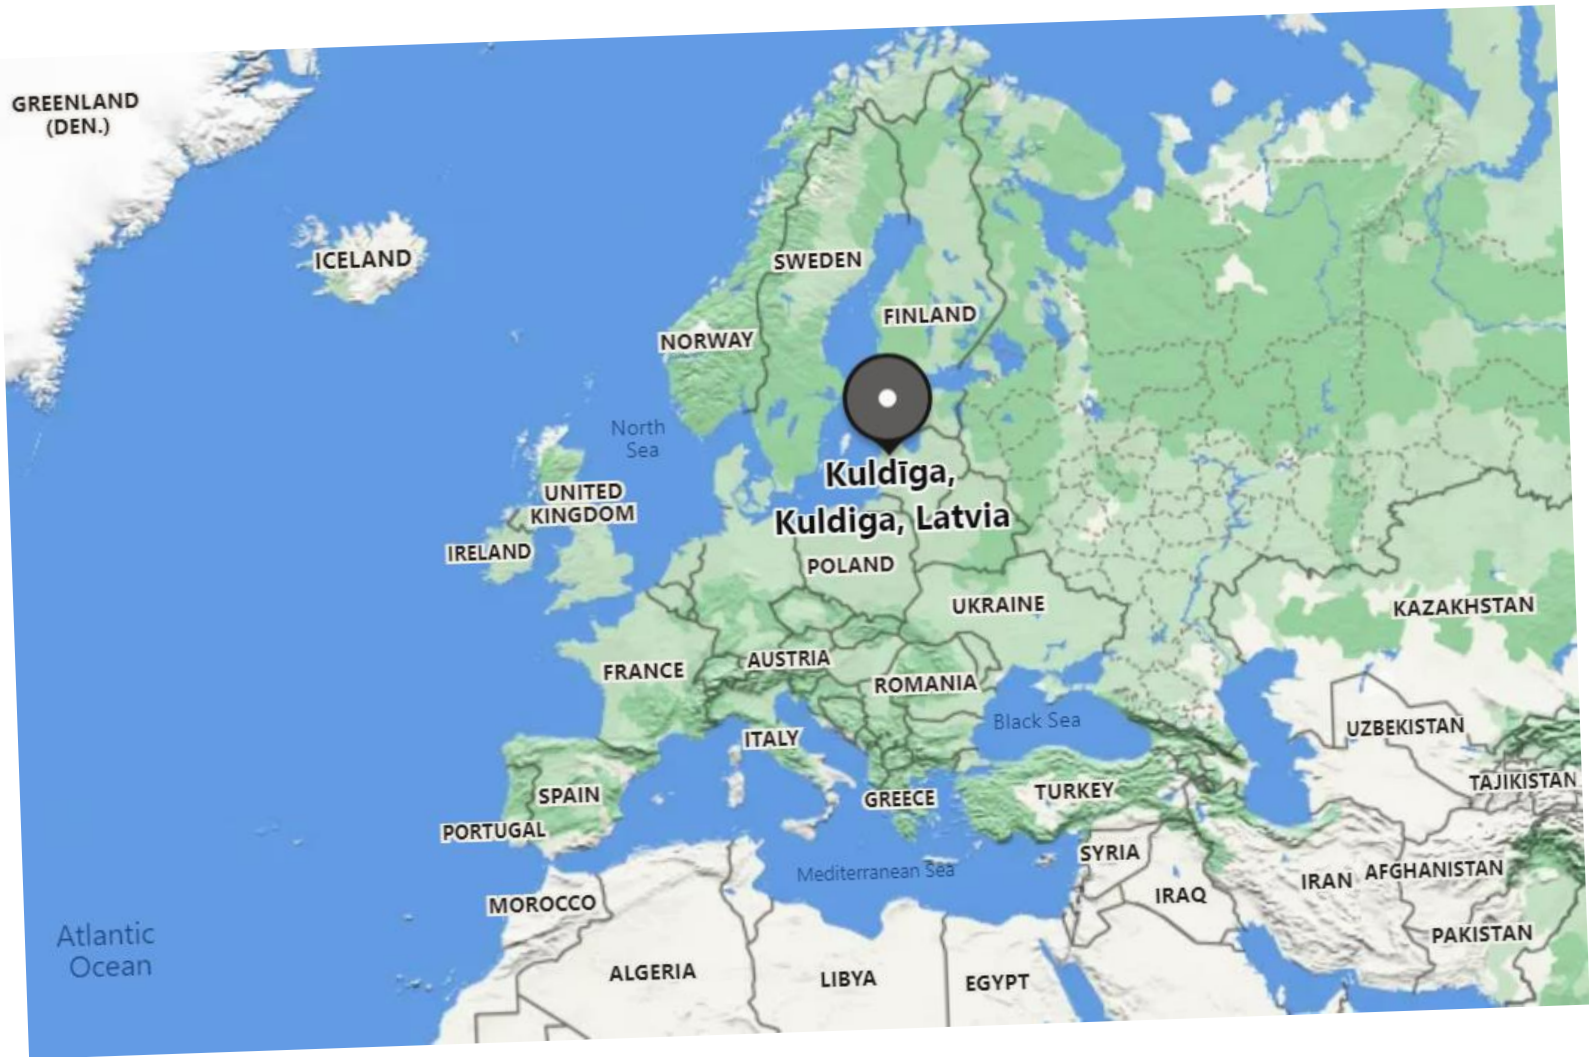 GREENLAND
(DEN.)
ICELAND
SWEDEN
FINLAND
NORWAY
North
Sea
Kuldīga,
Kuldiga, Latvia
UNITED
KINGDOM
IRELAND
POLAND
UKRAINE
KAZAKHSTAN
FRANCE
AUSTRIA
ROMANIA
Black Sea
UZBEKISTAN
ITALY
TAJIKISTAN
SPAIN
GREECE
TURKEY
PORTUGAL
SYRIA
Mediterranean Sea
IRAN
AFGHANISTAN
IRAQ
MOROCCO
PAKISTAN
Atlantic
Ocean
ALGERIA
LIBYA
EGYPT